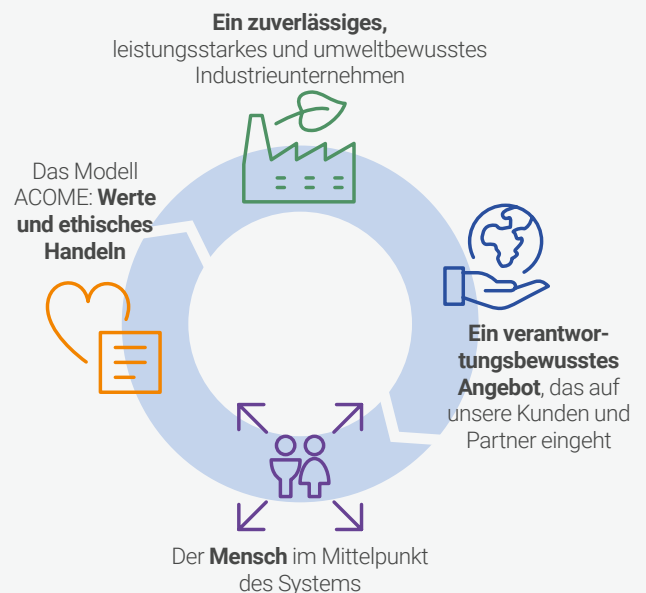 Ein zuverlässiges,
leistungsstarkes und umweltbewusstes
Industrieunternehmen
Das Modell
ACOME: Werte
und ethisches
Handeln
Ein verantwor-
tungsbewusstes
Angebot, das auf
unsere Kunden und
Partner eingeht
Der Mensch im Mittelpunkt
des Systems